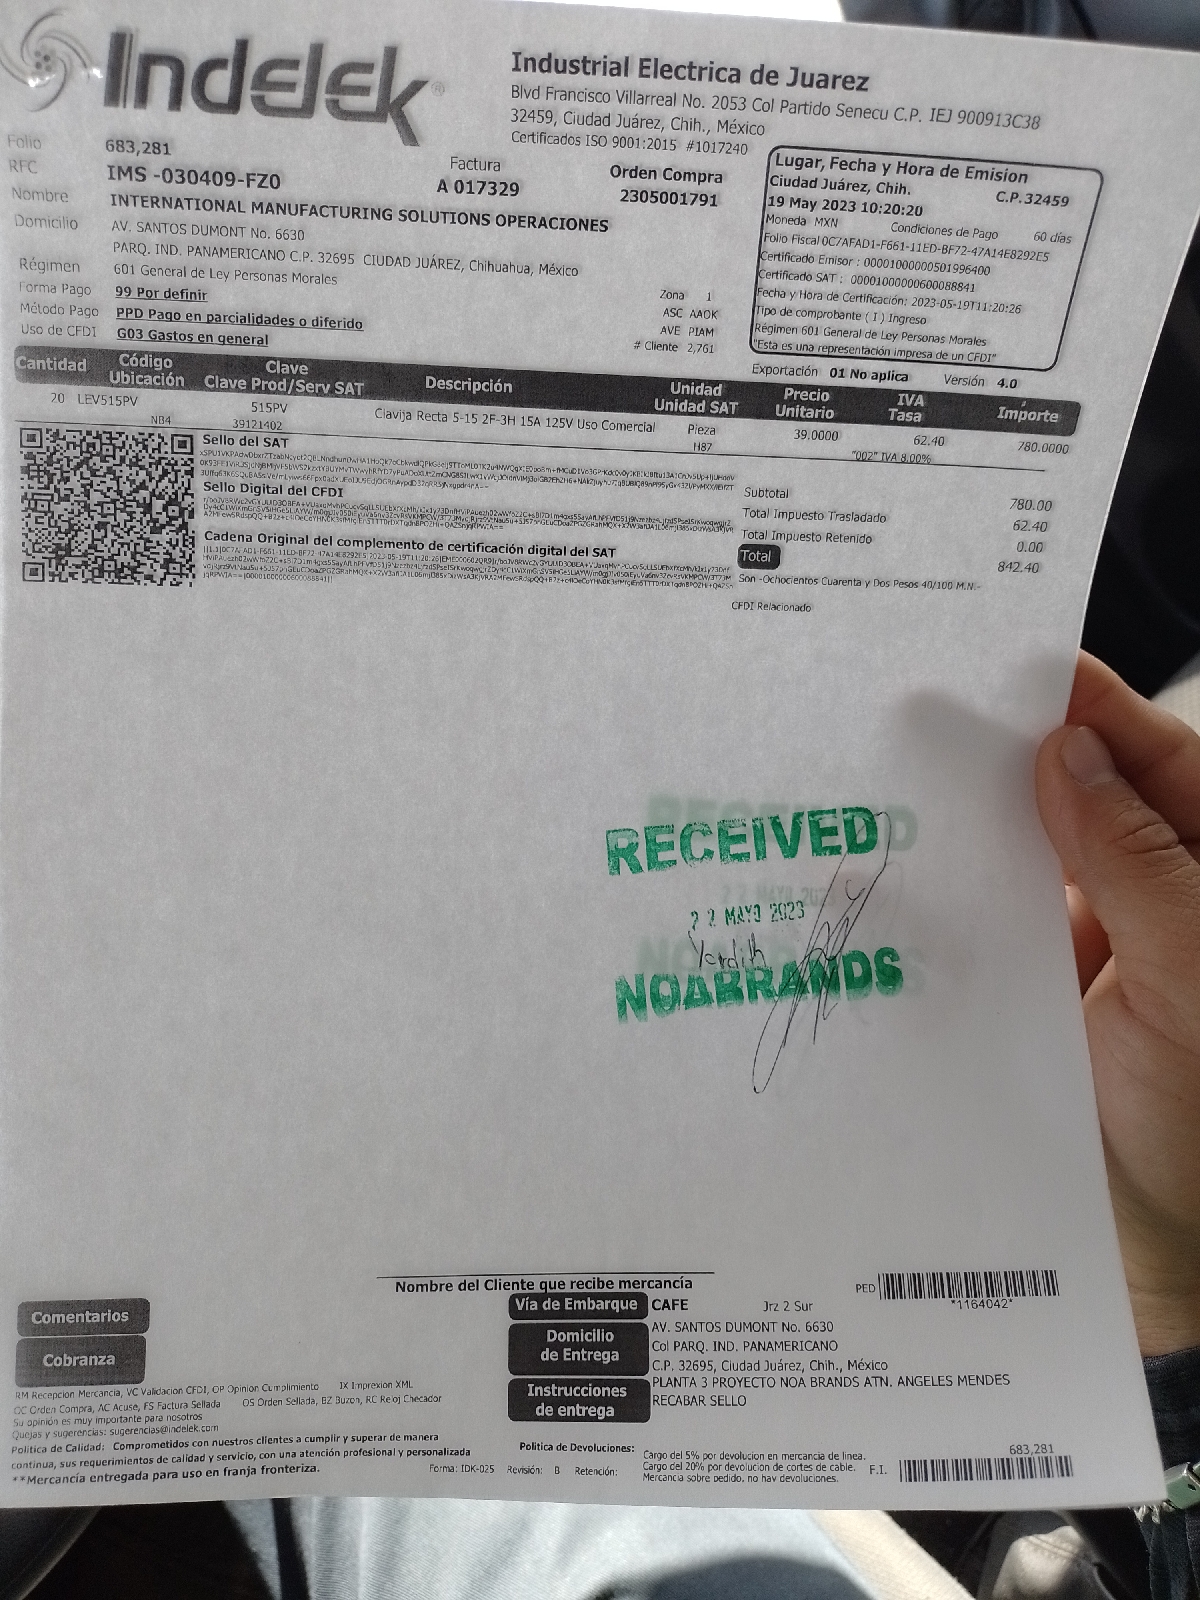 Indelek®
Industrial Electrica de Juarez
Blvd Francisco Villarreal No. 2053 Col Partido Senecu C.P. IEJ 900913C38
32459, Ciudad Juárez, Chih., México
Certificados ISO 9001:2015 #1017240
Folio 683,281
RFC IMS -030409-FZ0
Factura
A 017329
Orden Compra
2305001791
Nombre INTERNATIONAL MANUFACTURING SOLUTIONS OPERACIONES
Domicilio AV. SANTOS DUMONT No. 6630
PARQ. IND. PANAMERICANO C.P. 32695 CIUDAD JUÁREZ, Chihuahua, México
Régimen 601 General de Ley Personas Morales
Forma Pago 99 Por definir
Método Pago PPD Pago en parcialidades o diferido
Uso de CFDI G03 Gastos en general
Zona 1
ASC AAOK
AVE PIAM
# Cliente 2,761
Lugar, Fecha y Hora de Emision
Ciudad Juárez, Chih. C.P. 32459
19 May 2023 10:20:20
Moneda MXN Condiciones de Pago 60 días
Folio Fiscal 0C7AFAD1-F661-11ED-BF72-47A14E8292E5
Certificado Emisor : 00001000000501996400
Certificado SAT : 00001000000600088841
Fecha y Hora de Certificación: 2023-05-19T11:20:26
Tipo de comprobante ( I ) Ingreso
Régimen 601 General de Ley Personas Morales
"Esta es una representación impresa de un CFDI"
Exportación 01 No aplica Versión 4.0
Cantidad Código Ubicación Clave Clave Prod/Serv SAT Descripción Unidad Unidad SAT Precio Unitario IVA Tasa Importe
20 LEV515PV 515PV Clavija Recta 5-15 2F-3H 15A 125V Uso Comercial Pieza 39.0000 62.40 780.0000
NB4 39121402 H87 "002" IVA 8.00%
Sello del SAT
Sello Digital del CFDI
Cadena Original del complemento de certificación digital del SAT
Subtotal 780.00
Total Impuesto Trasladado 62.40
Total Impuesto Retenido 0.00
Total 842.40
Son -Ochocientos Cuarenta y Dos Pesos 40/100 M.N.-
CFDI Relacionado
RECEIVED
22 MAYO 2023
Yardith
NOABRANDS
Nombre del Cliente que recibe mercancía
PED *1164042*
Comentarios
Cobranza
Vía de Embarque CAFE Jrz 2 Sur
Domicilio de Entrega
AV. SANTOS DUMONT No. 6630
Col PARQ. IND. PANAMERICANO
C.P. 32695, Ciudad Juárez, Chih., México
Instrucciones de entrega
PLANTA 3 PROYECTO NOA BRANDS ATN. ANGELES MENDES
RECABAR SELLO
RM Recepcion Mercancia, VC Validacion CFDI, OP Opinion Cumplimiento IX Imprexion XML
OC Orden Compra, AC Acuse, FS Factura Sellada OS Orden Sellada, BZ Buzon, RC Reloj Checador
Su opinión es muy importante para nosotros
Quejas y sugerencias: sugerencias@indelek.com
Politica de Calidad: Comprometidos con nuestros clientes a cumplir y superar de manera
continua, sus requerimientos de calidad y servicio, con una atención profesional y personalizada
**Mercancía entregada para uso en franja fronteriza.
Forma: IDK-025 Revisión: B Retención:
Politica de Devoluciones:
Cargo del 5% por devolucion en mercancia de linea.
Cargo del 20% por devolucion de cortes de cable.
Mercancia sobre pedido, no hay devoluciones.
683,281
F.I.